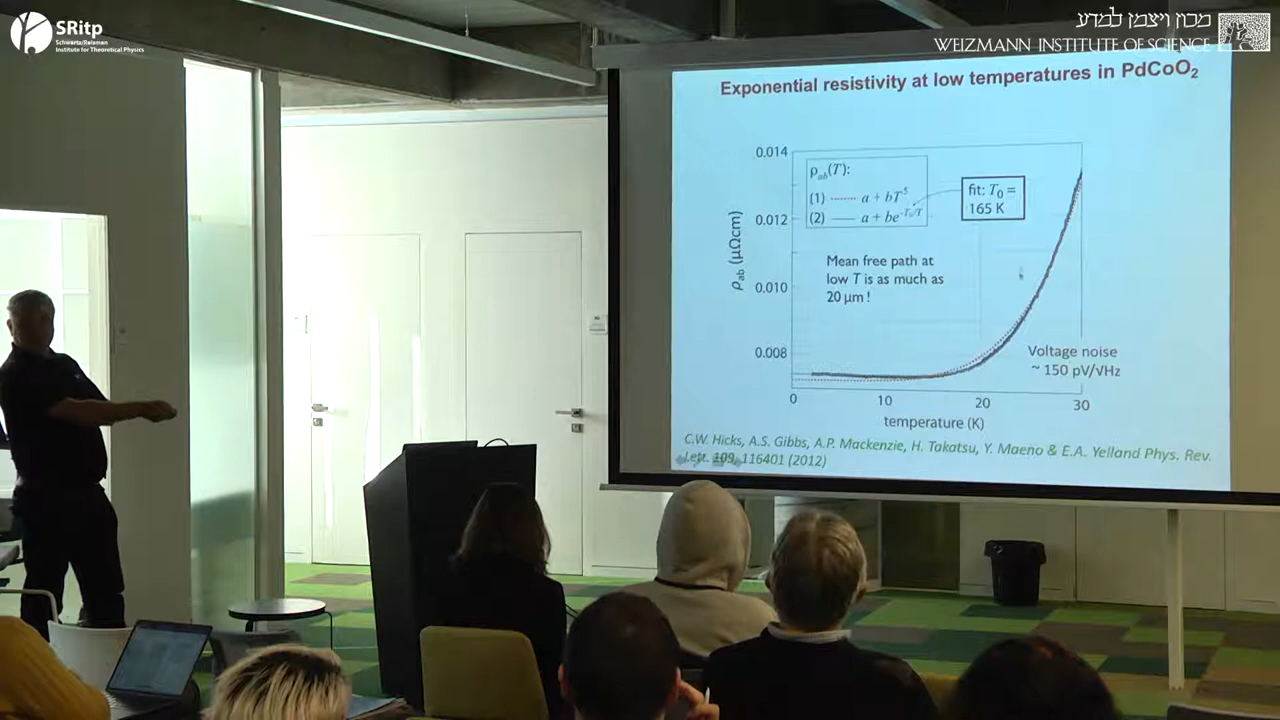 SRitp
Schwartz/Reisman
Institute for Theoretical Physics
מכון ויצמן למדע
WEIZMANN INSTITUTE OF SCIENCE
Exponential resistivity at low temperatures in PdCoO₂
0.014
0.012
0.010
0.008
ρab (μΩcm)
ρab(T):
(1) ........ a + bT⁵
(2) —— a + be^-T₀/T
fit: T₀ =
165 K
Mean free path at
low T is as much as
20 μm !
Voltage noise
~ 150 pV/√Hz
0 10 20 30
temperature (K)
C.W. Hicks, A.S. Gibbs, A.P. Mackenzie, H. Takatsu, Y. Maeno & E.A. Yelland Phys. Rev.
Lett. 109, 116401 (2012)